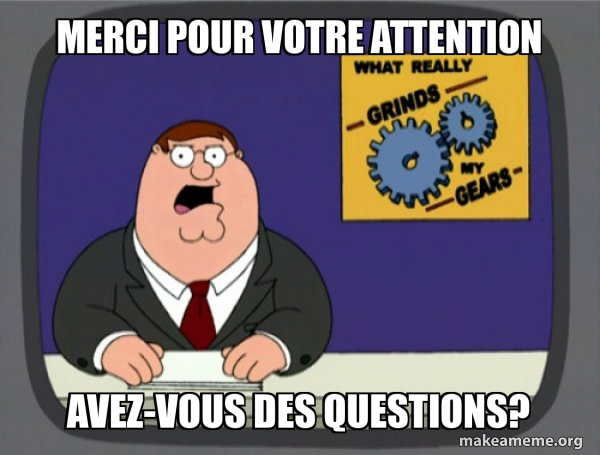 MERCI POUR VOTRE ATTENTION
WHAT REALLY
GRINDS
MY
GEARS
AVEZ-VOUS DES QUESTIONS?
makeameme.org